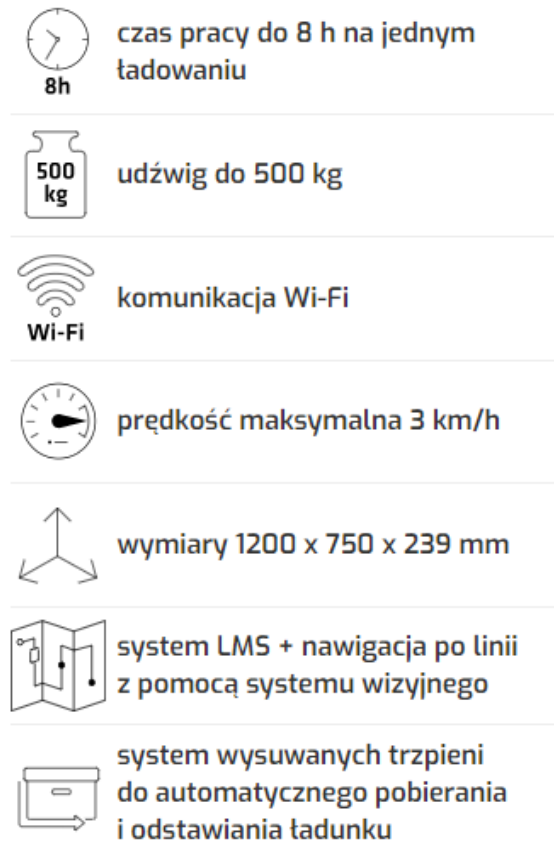 czas pracy do 8 h na jednym
ładowaniu
8h
500
kg
udźwig do 500 kg
komunikacja Wi-Fi
Wi-Fi
prędkość maksymalna 3 km/h
wymiary 1200 x 750 x 239 mm
system LMS + nawigacja po linii
z pomocą systemu wizyjnego
system wysuwanych trzpieni
do automatycznego pobierania
i odstawiania ładunku